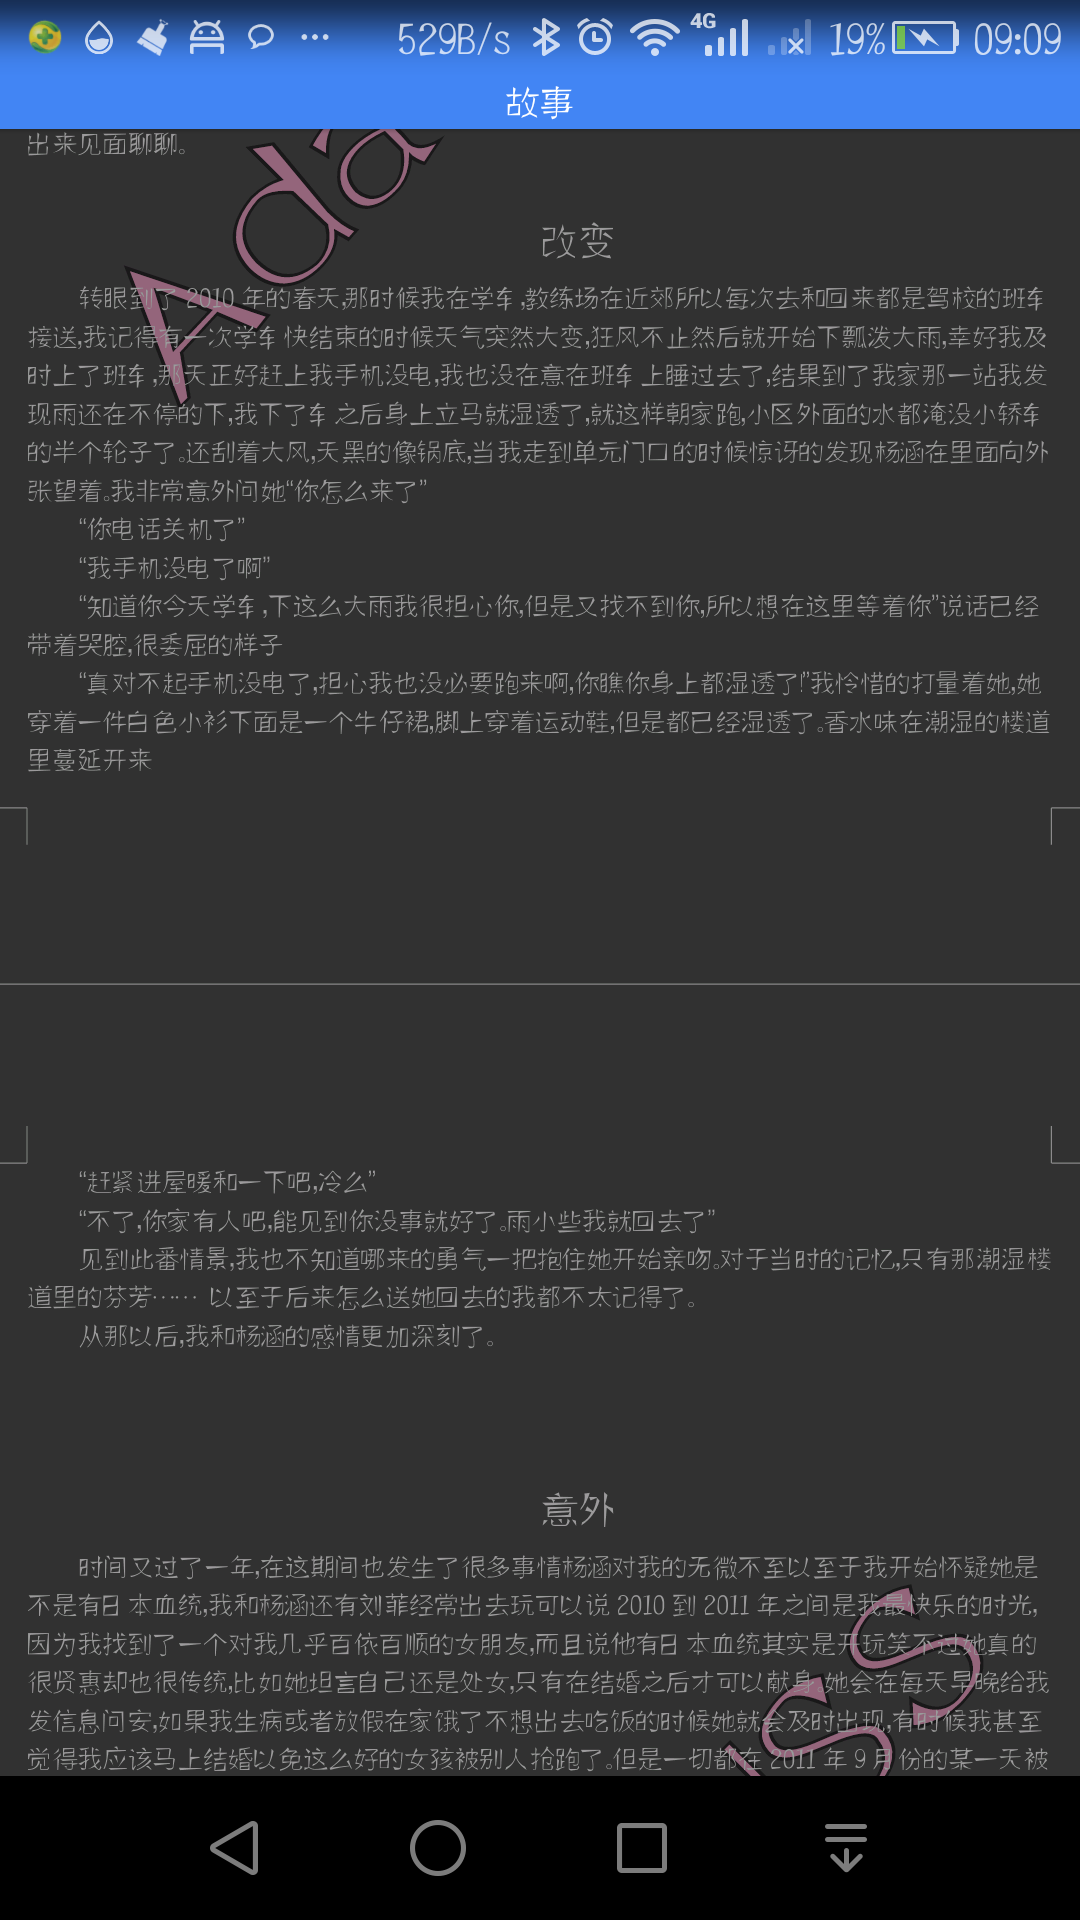 529B/s 4G 19% 09:09
故事
出来见面聊聊。
Ada
改变
转眼到了 2010 年的春天,那时候我在学车,教练场在近郊所以每次去和回来都是驾校的班车
接送,我记得有一次学车快结束的时候天气突然大变,狂风不止然后就开始下瓢泼大雨,幸好我及
时上了班车,那天正好赶上我手机没电,我也没在意在班车上睡过去了,结果到了我家那一站我发
现雨还在不停的下,我下了车之后身上立马就湿透了,就这样朝家跑,小区外面的水都淹没小轿车
的半个轮子了。还刮着大风,天黑的像锅底,当我走到单元门口的时候惊讶的发现杨涵在里面向外
张望着。我非常意外问她“你怎么来了”
“你电话关机了”
“我手机没电了啊”
“知道你今天学车,下这么大雨我很担心你,但是又找不到你,所以想在这里等着你”说话已经
带着哭腔,很委屈的样子
“真对不起手机没电了,担心我也没必要跑来啊,你瞧你身上都湿透了!”我怜惜的打量着她,她
穿着一件白色小衫下面是一个牛仔裙,脚上穿着运动鞋,但是都已经湿透了。香水味在潮湿的楼道
里蔓延开来
“赶紧进屋暖和一下吧,冷么”
“不了,你家有人吧,能见到你没事就好了。雨小些我就回去了”
见到此番情景,我也不知道哪来的勇气一把抱住她开始亲吻。对于当时的记忆,只有那潮湿楼
道里的芬芳…… 以至于后来怎么送她回去的我都不太记得了。
从那以后,我和杨涵的感情更加深刻了。
意外
时间又过了一年,在这期间也发生了很多事情杨涵对我的无微不至以至于我开始怀疑她是
不是有日本血统,我和杨涵还有刘菲经常出去玩可以说 2010 到 2011 年之间是我最快乐的时光,
因为我找到了一个对我几乎百依百顺的女朋友,而且说他有日本血统其实是开玩笑不过她真的
很贤惠却也很传统,比如她坦言自己还是处女,只有在结婚之后才可以献身。她会在每天早晚给我
发信息问安,如果我生病或者放假在家饿了不想出去吃饭的时候她就会及时出现,有时候我甚至
觉得我应该马上结婚以免这么好的女孩被别人抢跑了。但是一切都在 2011 年 9 月份的某一天被
ss